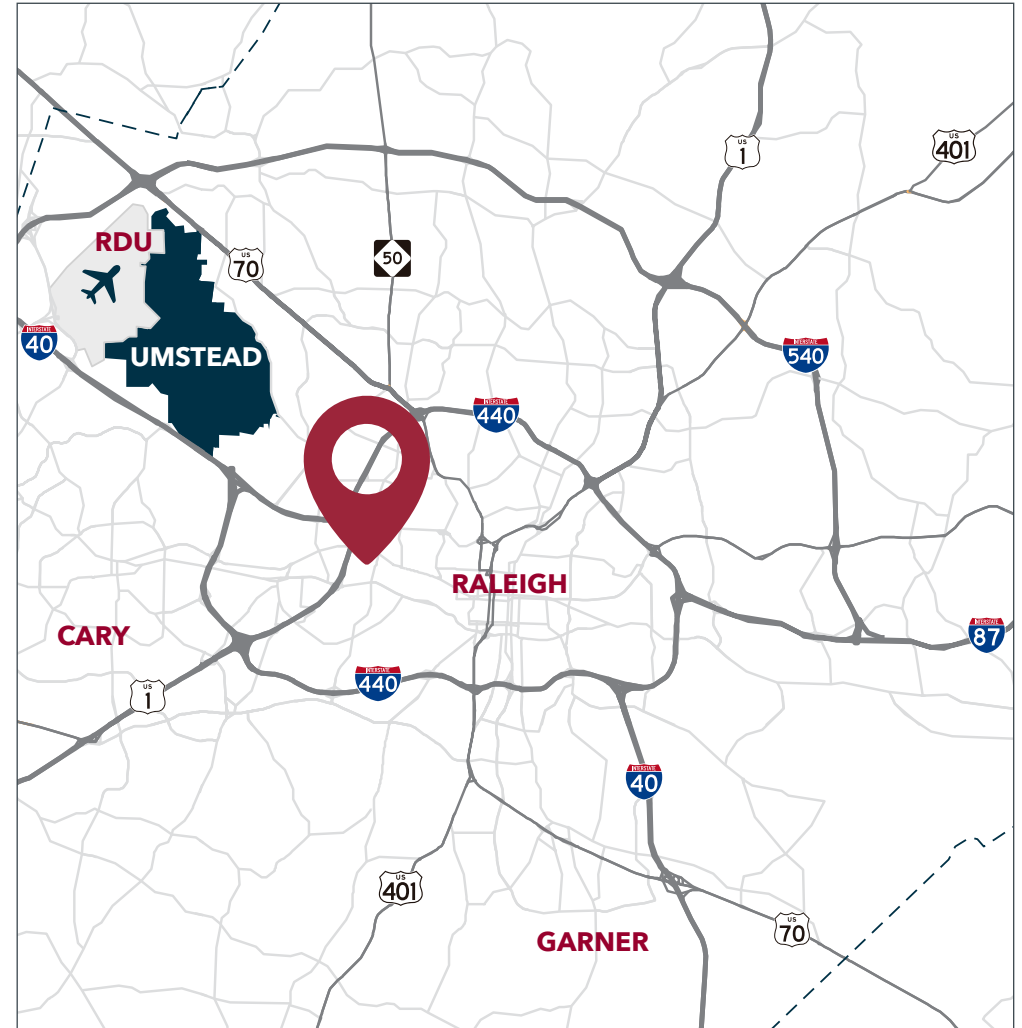 US
1
US
401
RDU
US
70
50
INTERSTATE
40
UMSTEAD
INTERSTATE
540
INTERSTATE
440
RALEIGH
CARY
INTERSTATE
87
INTERSTATE
440
US
1
INTERSTATE
40
US
401
US
70
GARNER